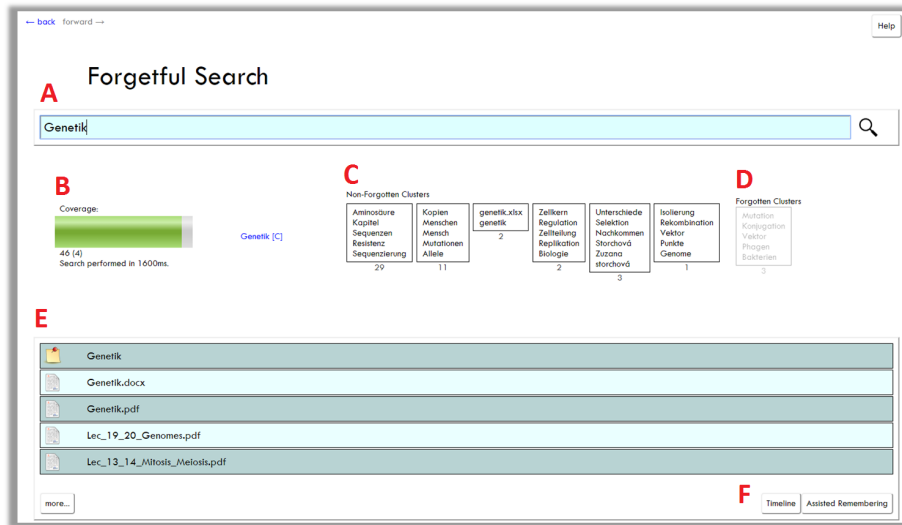 ← back forward →
Help
Forgetful Search
A
Genetik
B
Coverage:
46 (4)
Search performed in 1600ms.
Genetik [C]
C
Non-Forgotten Clusters
Aminosäure
Kapitel
Sequenzen
Resistenz
Sequenzierung
29
Kopien
Menschen
Mensch
Mutationen
Allele
11
genetik.xlsx
genetik
2
Zellkern
Regulation
Zellteilung
Replikation
Biologie
2
Unterschiede
Selektion
Nachkommen
Storchová
Zuzana
storchová
3
Isolierung
Rekombination
Vektor
Punkte
Genome
1
D
Forgotten Clusters
Mutation
Konjugation
Vektor
Phagen
Bakterien
3
E
Genetik
Genetik.docx
Genetik.pdf
Lec_19_20_Genomes.pdf
Lec_13_14_Mitosis_Meiosis.pdf
more...
F
Timeline
Assisted Remembering